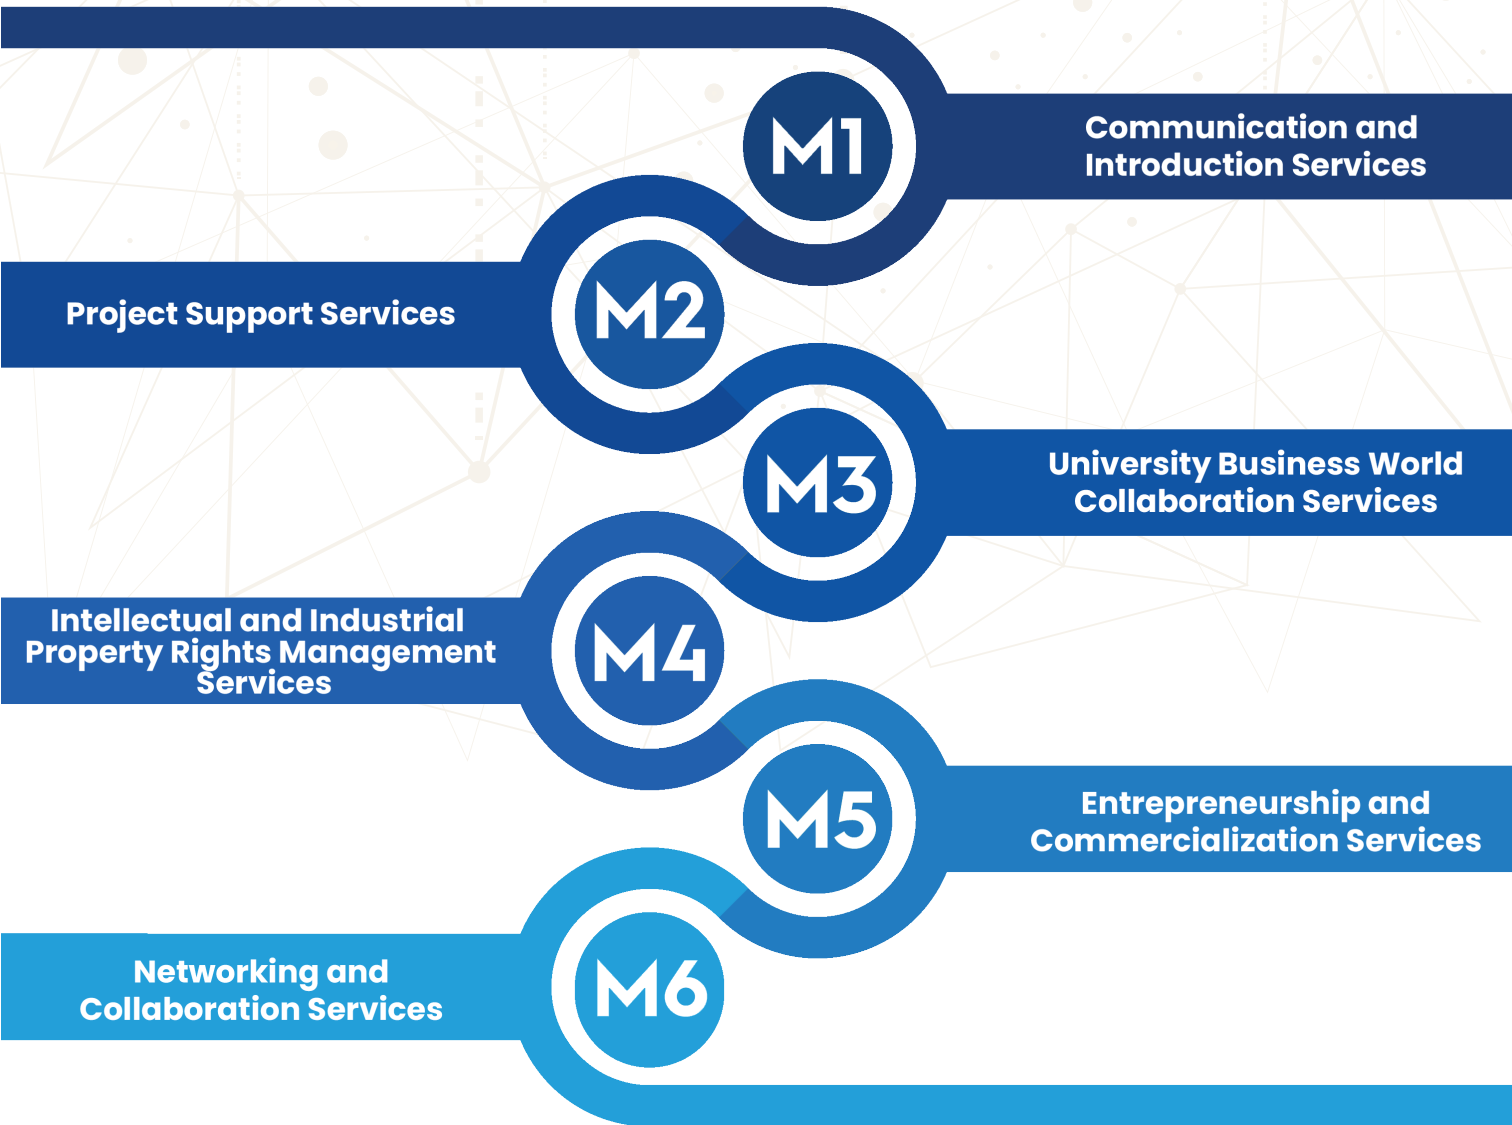 M1
Communication and
Introduction Services
M2
Project Support Services
M3
University Business World
Collaboration Services
M4
Intellectual and Industrial
Property Rights Management
Services
M5
Entrepreneurship and
Commercialization Services
M6
Networking and
Collaboration Services